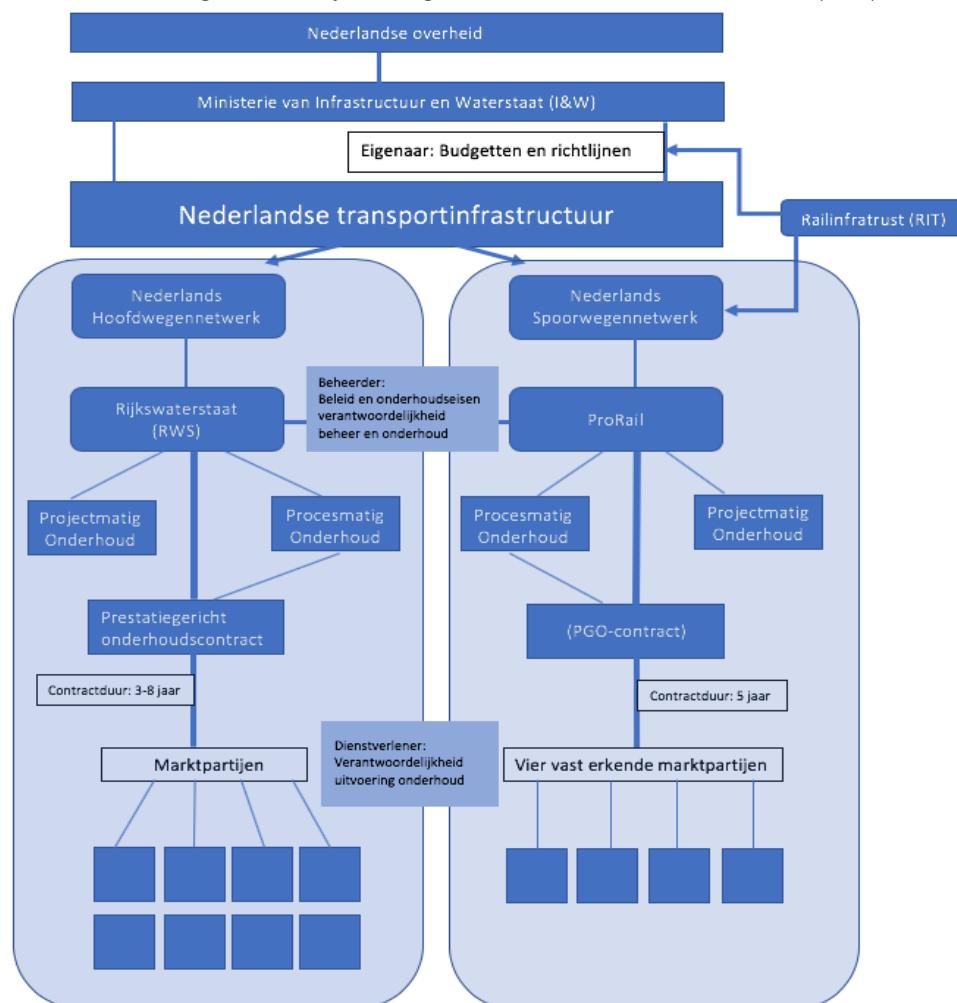 Nederlandse overheid
Ministerie van Infrastructuur en Waterstaat (I&W)
Eigenaar: Budgetten en richtlijnen
Nederlandse transportinfrastructuur
Railinfratrust (RIT)
Nederlands
Hoofdwegennetwerk
Nederlands
Spoorwegennetwerk
Beheerder:
Beleid en onderhoudseisen
verantwoordelijkheid
beheer en onderhoud
Rijkswaterstaat
(RWS)
ProRail
Projectmatig
Onderhoud
Procesmatig
Onderhoud
Procesmatig
Onderhoud
Projectmatig
Onderhoud
Prestatiegericht
onderhoudscontract
(PGO-contract)
Contractduur: 3-8 jaar
Contractduur: 5 jaar
Dienstverlener:
Verantwoordelijkheid
uitvoering onderhoud
Marktpartijen
Vier vast erkende marktpartijen